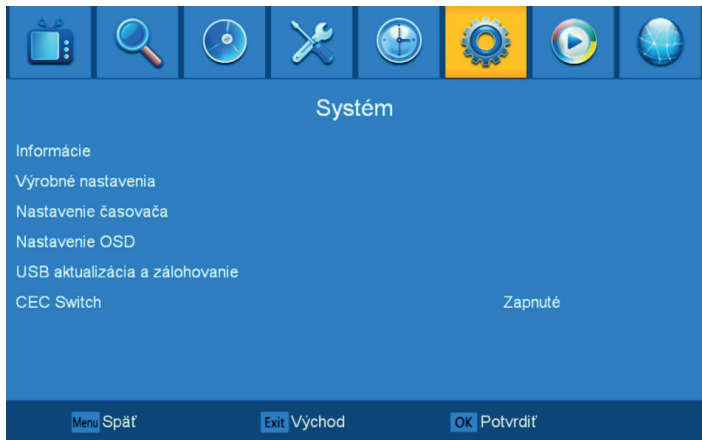 Systém
Informácie
Výrobné nastavenia
Nastavenie časovača
Nastavenie OSD
USB aktualizácia a zálohovanie
CEC Switch Zapnuté
Menu Späť Exit Východ OK Potvrdiť